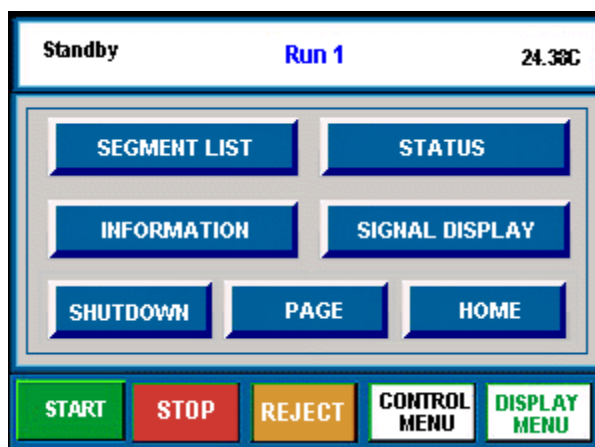 Standby Run 1 24.38C
SEGMENT LIST STATUS
INFORMATION SIGNAL DISPLAY
SHUTDOWN PAGE HOME
START STOP REJECT CONTROL MENU DISPLAY MENU